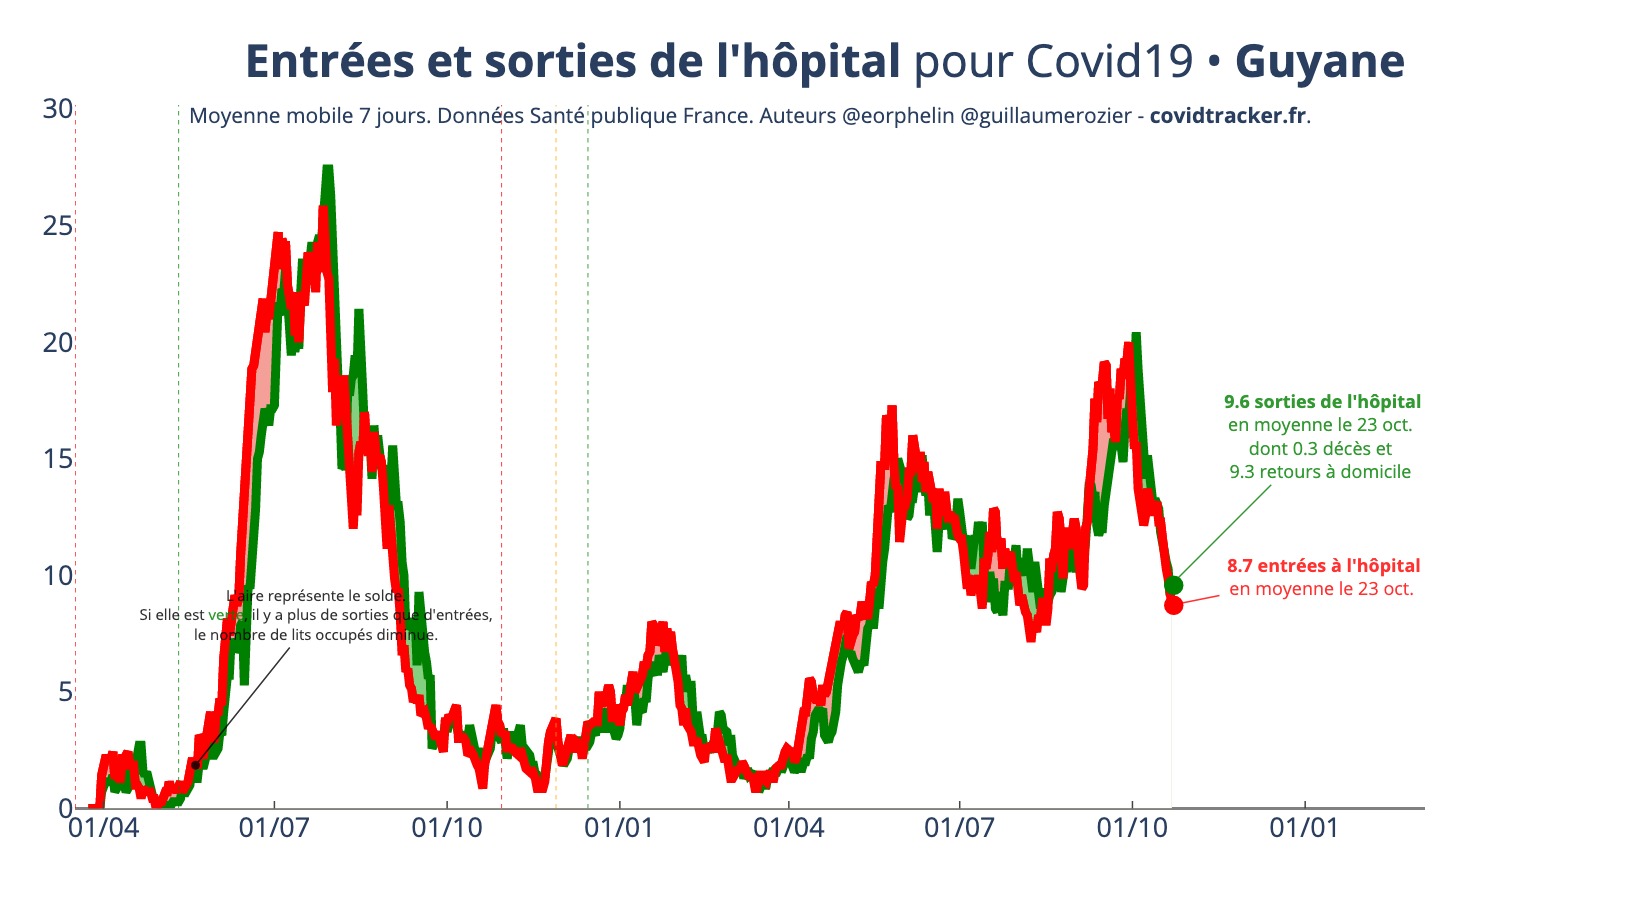 Entrées et sorties de l'hôpital pour Covid19 • Guyane
Moyenne mobile 7 jours. Données Santé publique France. Auteurs @eorphelin @guillaumerozier - covidtracker.fr.
30
25
20
15
10
5
0
9.6 sorties de l'hôpital
en moyenne le 23 oct.
dont 0.3 décès et
9.3 retours à domicile
8.7 entrées à l'hôpital
en moyenne le 23 oct.
L'aire représente le solde.
Si elle est verte, il y a plus de sorties que d'entrées,
le nombre de lits occupés diminue.
01/04 01/07 01/10 01/01 01/04 01/07 01/10 01/01